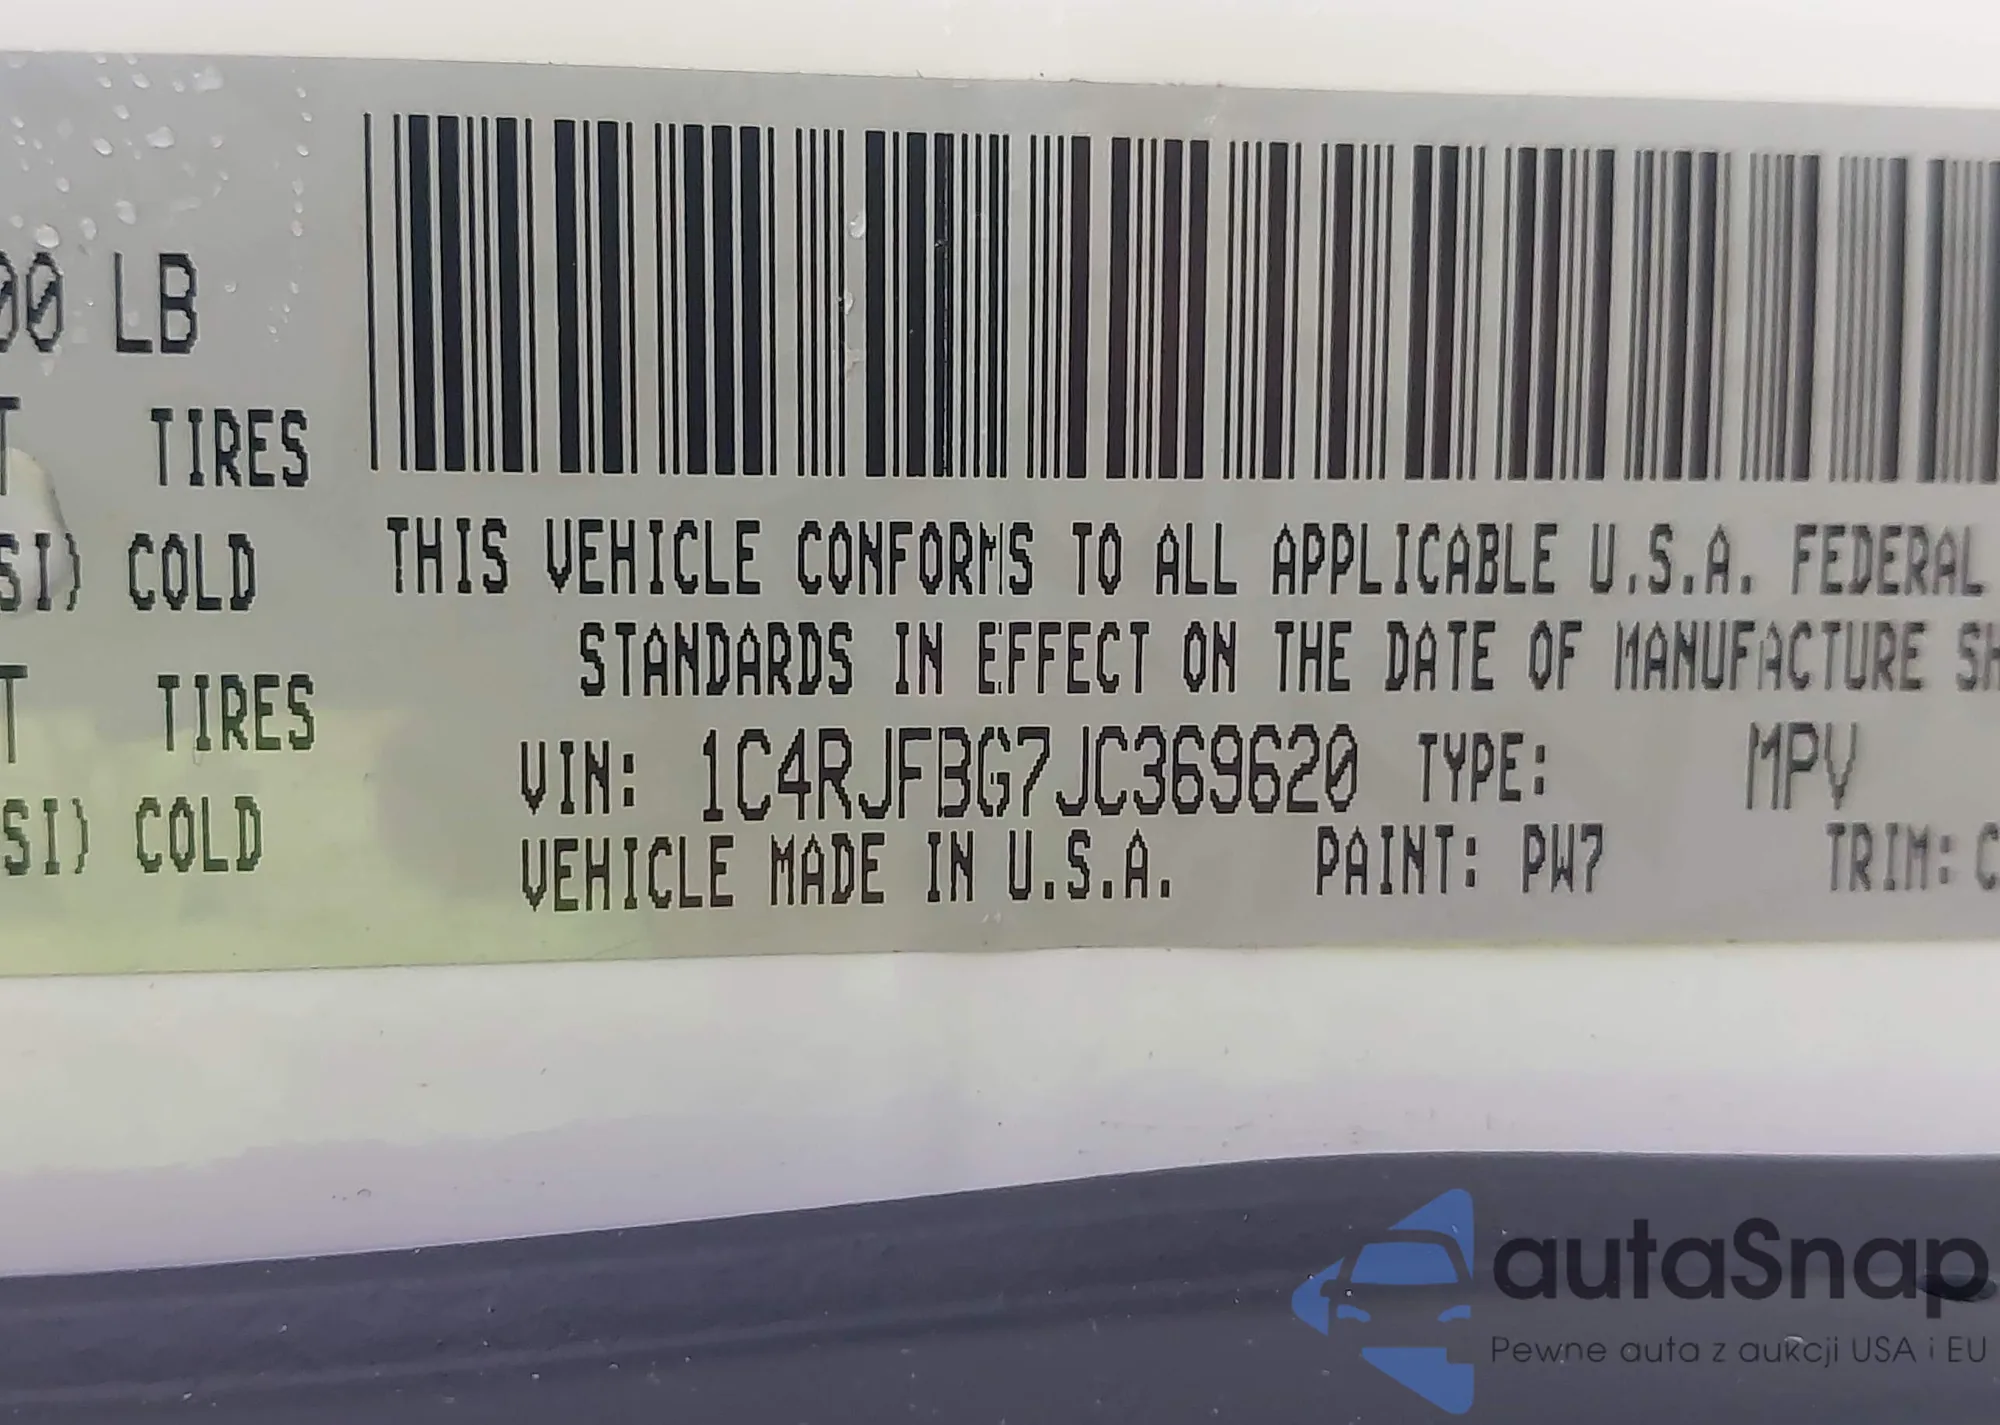 00 LB
T TIRES
SI) COLD
T TIRES
SI) COLD
THIS VEHICLE CONFORMS TO ALL APPLICABLE U.S.A. FEDERAL
STANDARDS IN EFFECT ON THE DATE OF MANUFACTURE SH
VIN: 1C4RJFBG7JC369620 TYPE: MPV
VEHICLE MADE IN U.S.A. PAINT: PW7 TRIM: C
autaSnap
Pewne auta z aukcji USA i EU